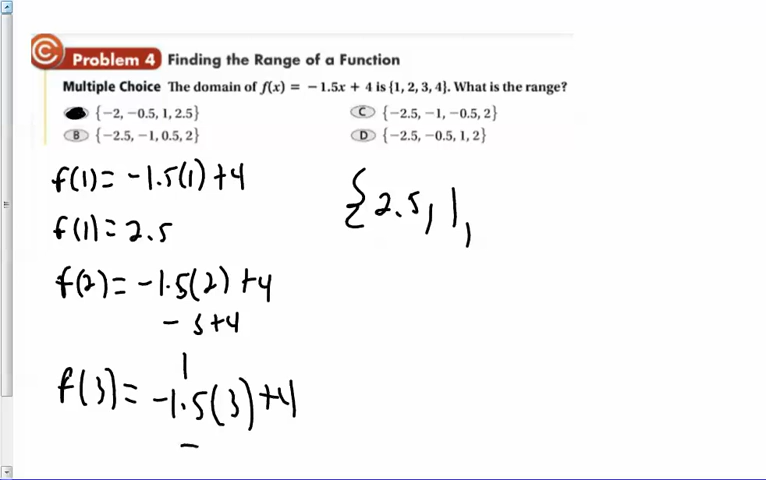 C Problem 4 Finding the Range of a Function
Multiple Choice The domain of f(x) = −1.5x + 4 is {1, 2, 3, 4}. What is the range?
{−2, −0.5, 1, 2.5}
C {−2.5, −1, −0.5, 2}
B {−2.5, −1, 0.5, 2}
D {−2.5, −0.5, 1, 2}
f(1) = -1.5(1) +4
{2.5, 1,
f(1) = 2.5
f(2) = -1.5(2) +4
- 3+4
1
f(3) = -1.5(3) +4
-